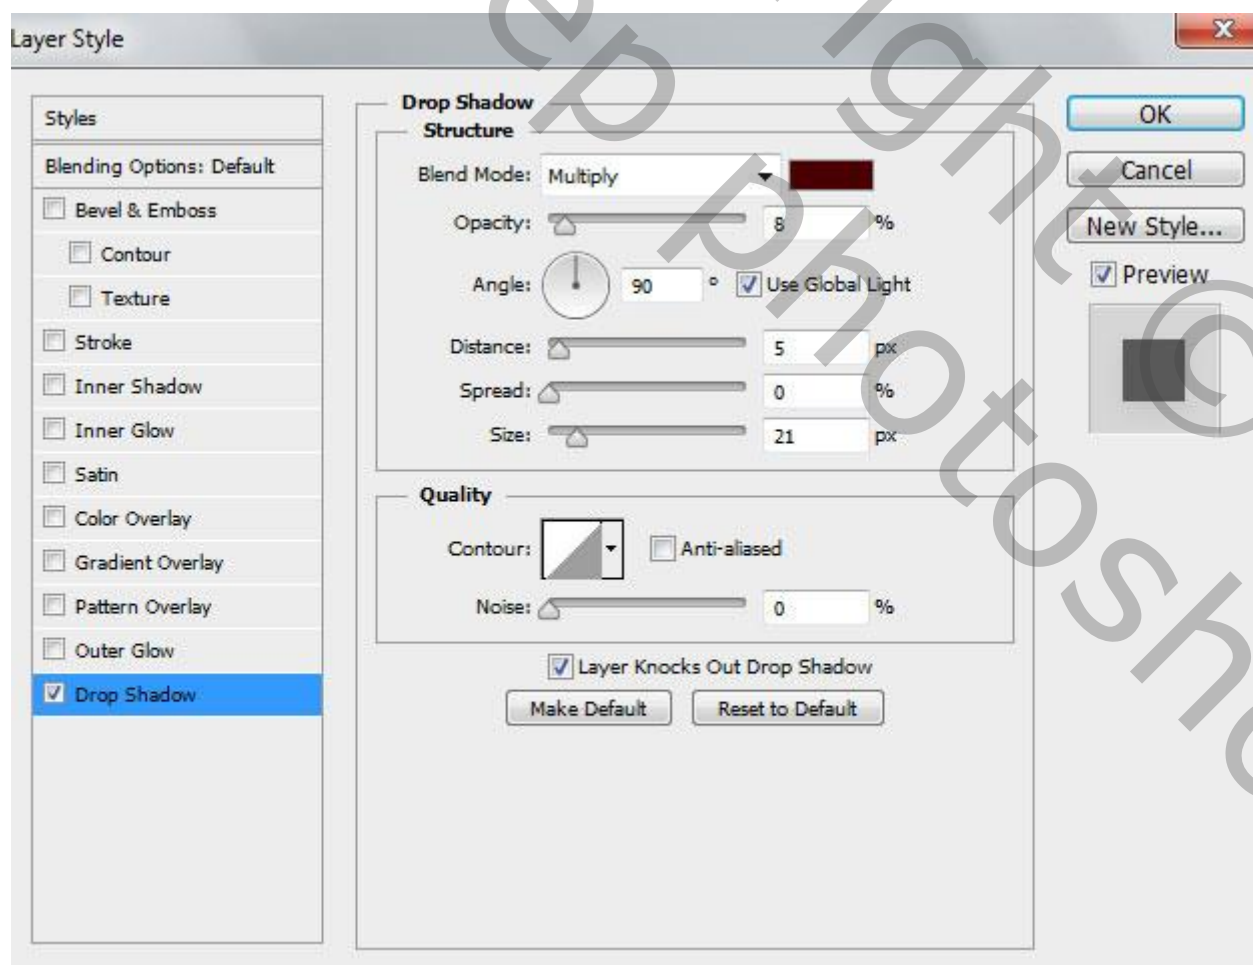 Layer Style
Styles
Blending Options: Default
Bevel & Emboss
Contour
Texture
Stroke
Inner Shadow
Inner Glow
Satin
Color Overlay
Gradient Overlay
Pattern Overlay
Outer Glow
Drop Shadow
Drop Shadow
Structure
Blend Mode: Multiply
Opacity: 8 %
Angle: 90 ° Use Global Light
Distance: 5 px
Spread: 0 %
Size: 21 px
Quality
Contour: Anti-aliased
Noise: 0 %
Layer Knocks Out Drop Shadow
Make Default Reset to Default
OK
Cancel
New Style...
Preview